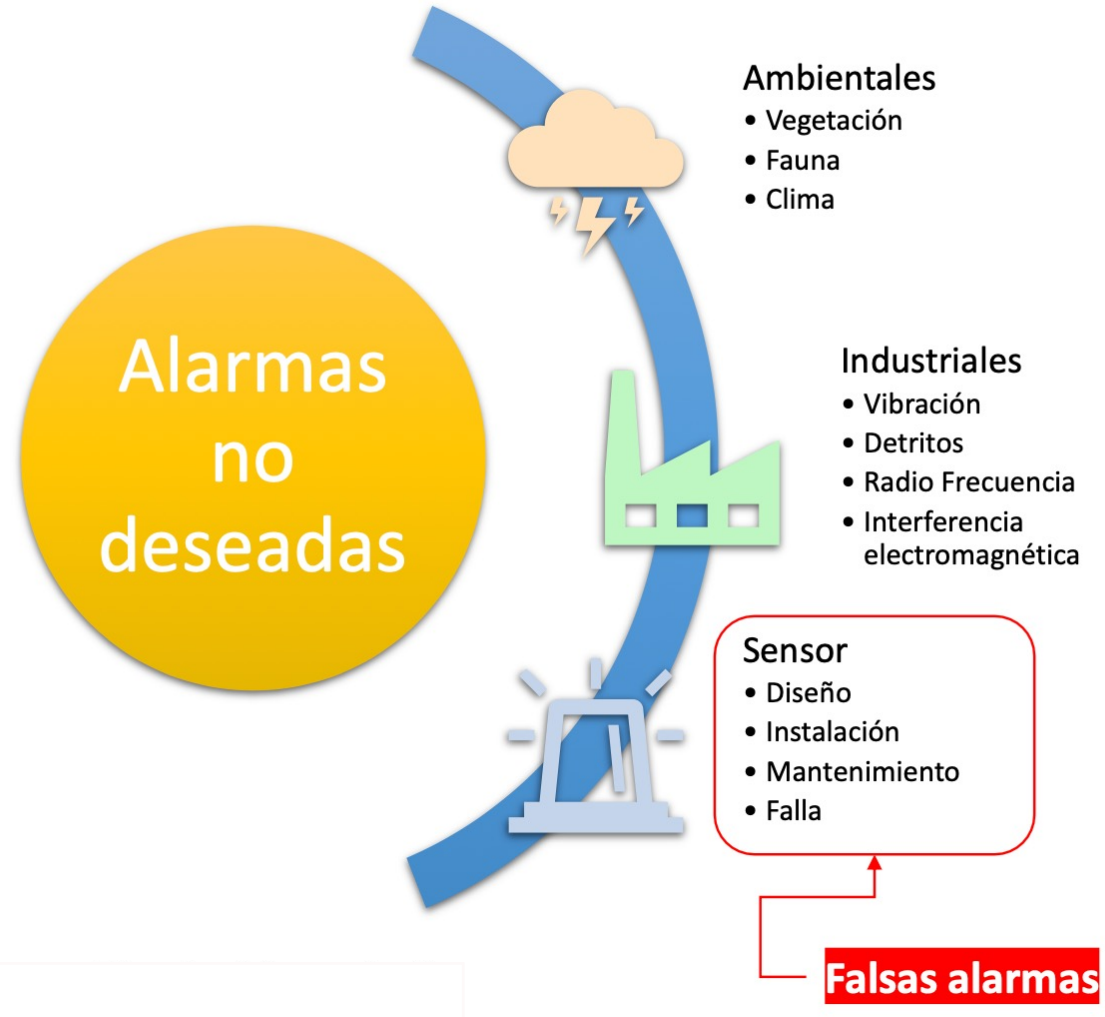 Alarmas
no
deseadas
Ambientales
• Vegetación
• Fauna
• Clima
Industriales
• Vibración
• Detritos
• Radio Frecuencia
• Interferencia
electromagnética
Sensor
• Diseño
• Instalación
• Mantenimiento
• Falla
Falsas alarmas